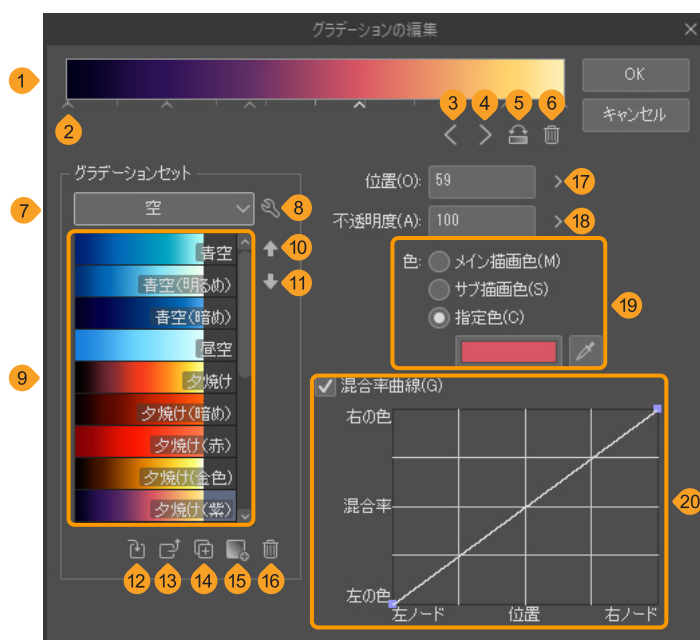 グラデーションの編集
1
OK
キャンセル
2
3
4
5
6
グラデーションセット
7
空
8
位置(O):
59
17
不透明度(A):
100
18
9
青空
青空(明るめ)
青空(暗め)
昼空
夕焼け
夕焼け(暗め)
夕焼け(赤)
夕焼け(金色)
夕焼け(紫)
10
11
色:
メイン描画色(M)
サブ描画色(S)
指定色(C)
19
混合率曲線(G)
右の色
混合率
左の色
左ノード
位置
右ノード
20
12
13
14
15
16